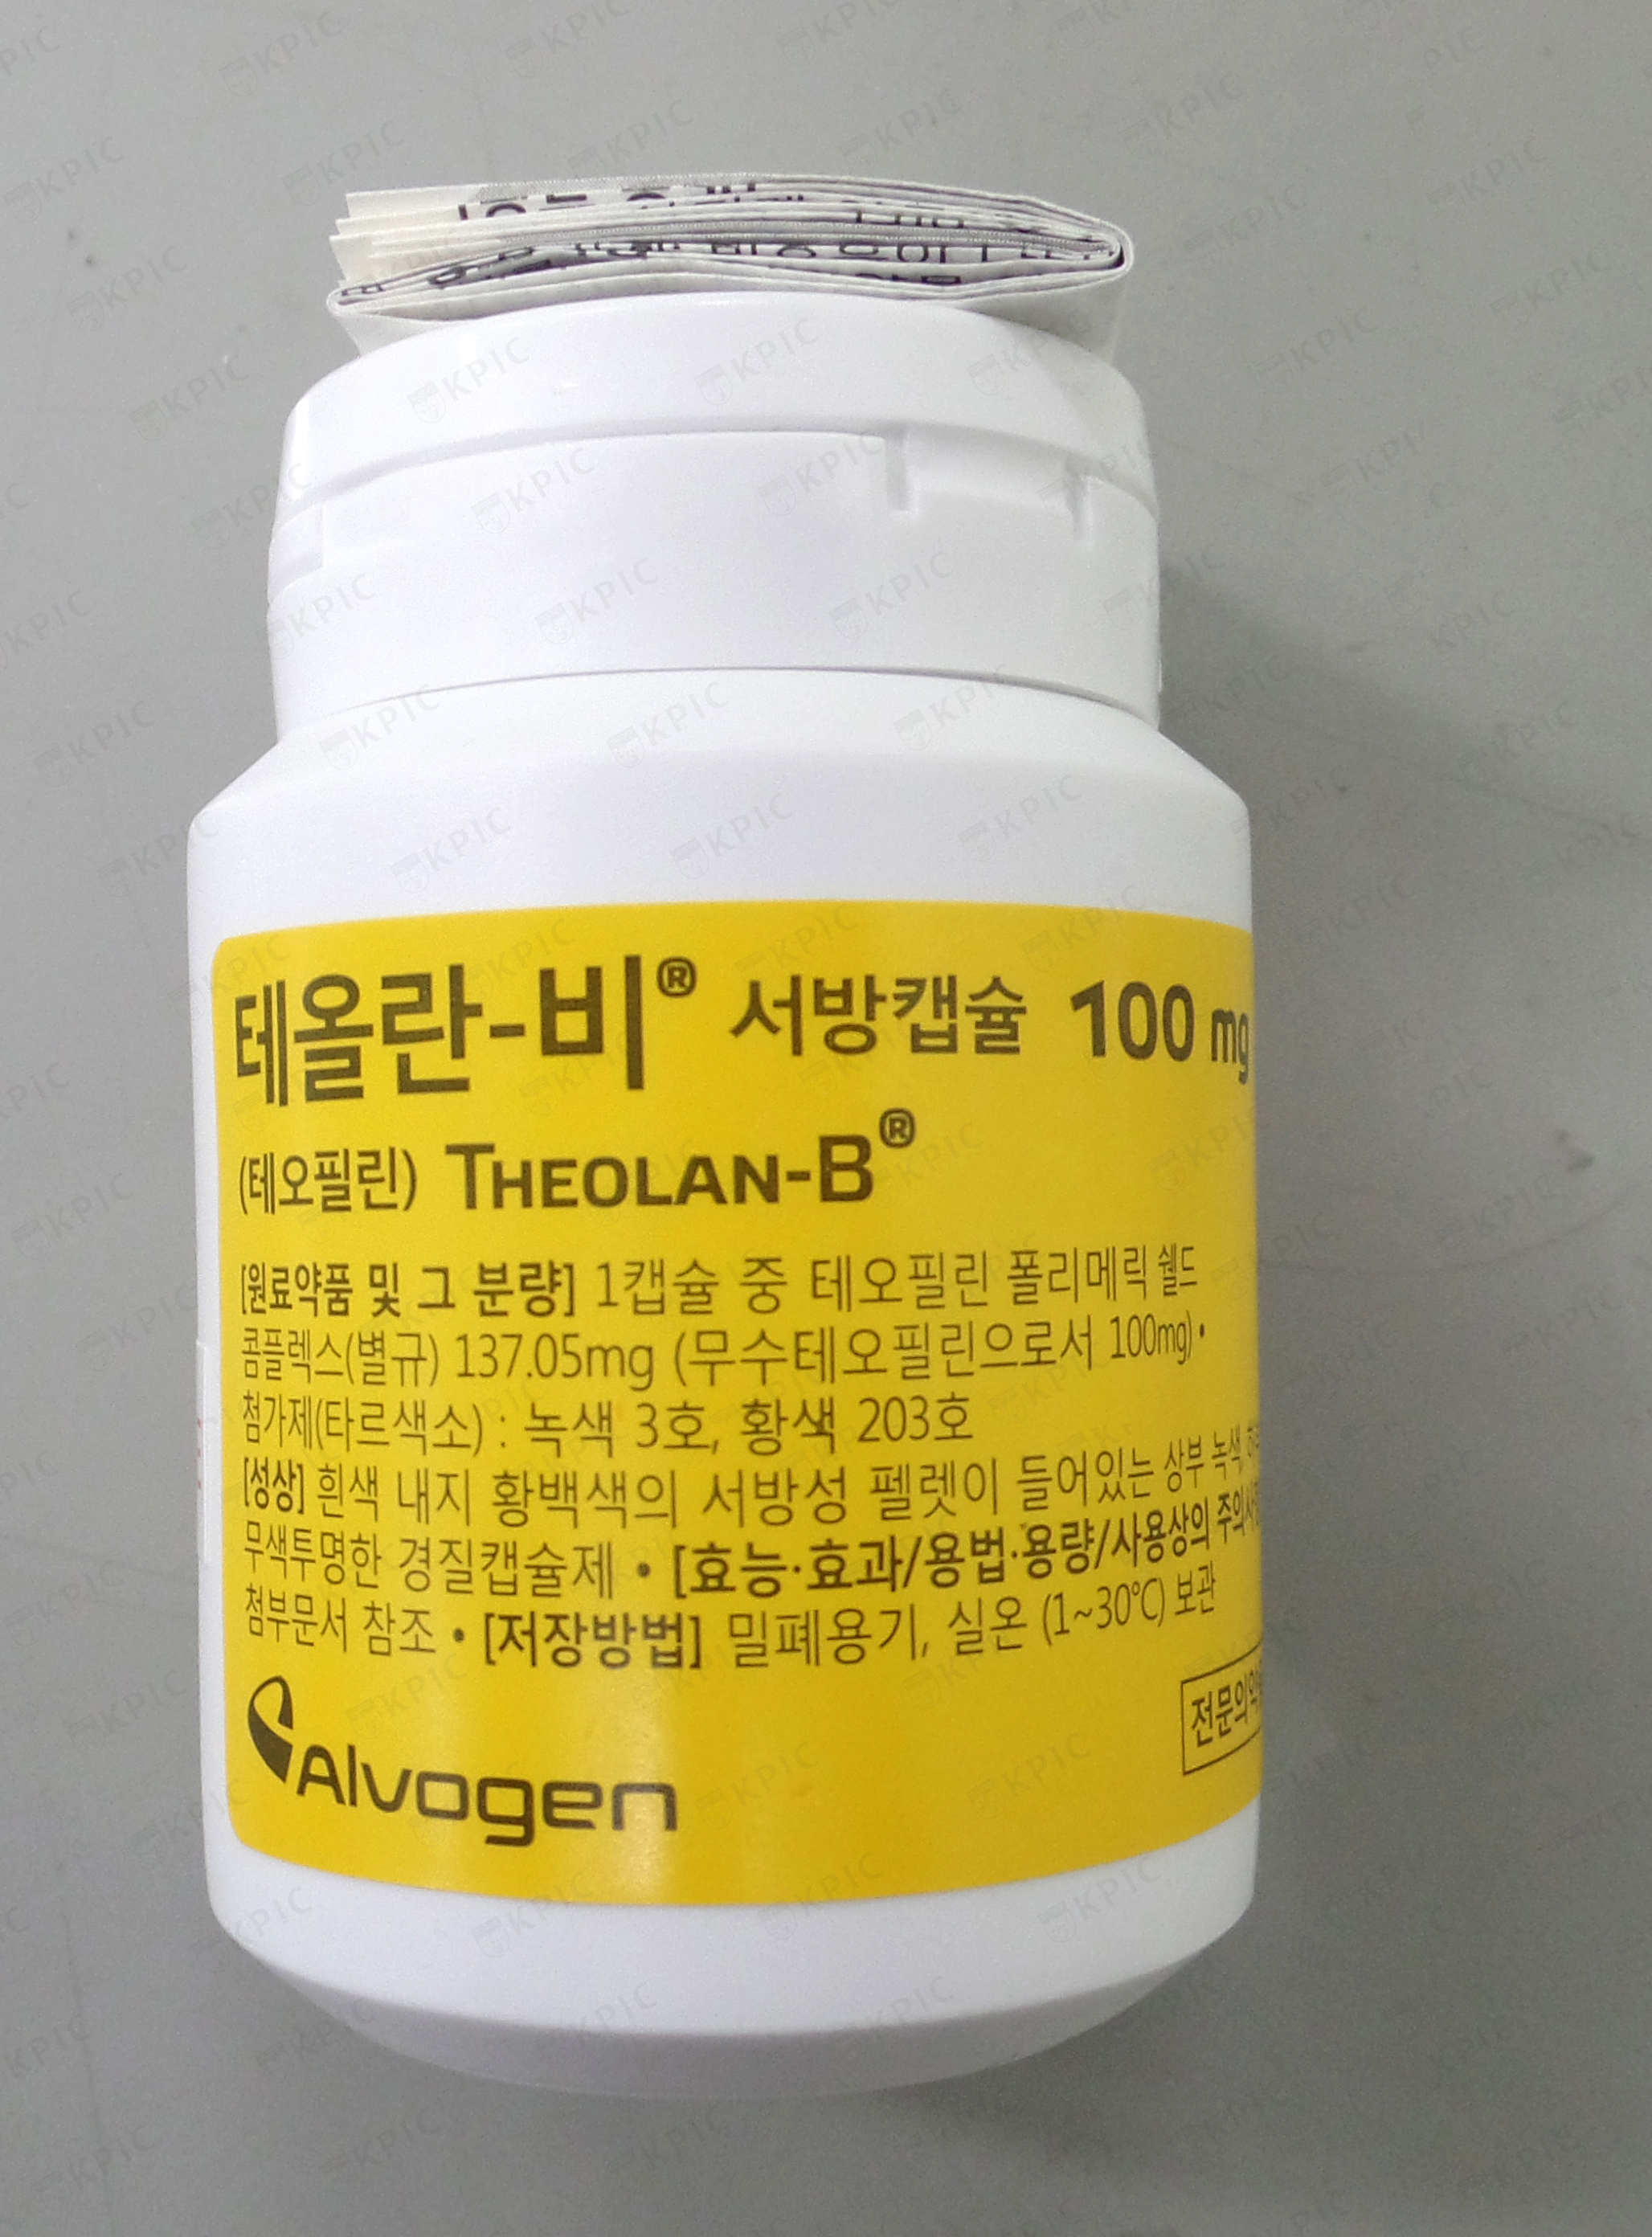 테올란-비® 서방캡슐 100 mg
(테오필린) THEOLAN-B®
[원료약품 및 그 분량] 1캡슐 중 테오필린 폴리메릭 쉘드
콤플렉스(별규) 137.05mg (무수테오필린으로서 100mg)•
첨가제(타르색소) : 녹색 3호, 황색 203호
[성상] 흰색 내지 황백색의 서방성 펠렛이 들어있는 상부 녹색,
무색투명한 경질캡슐제 • [효능·효과/용법·용량/사용상의
첨부문서 참조 • [저장방법] 밀폐용기, 실온 (1~30℃) 보관
전문의약
Alvogen
KPIC